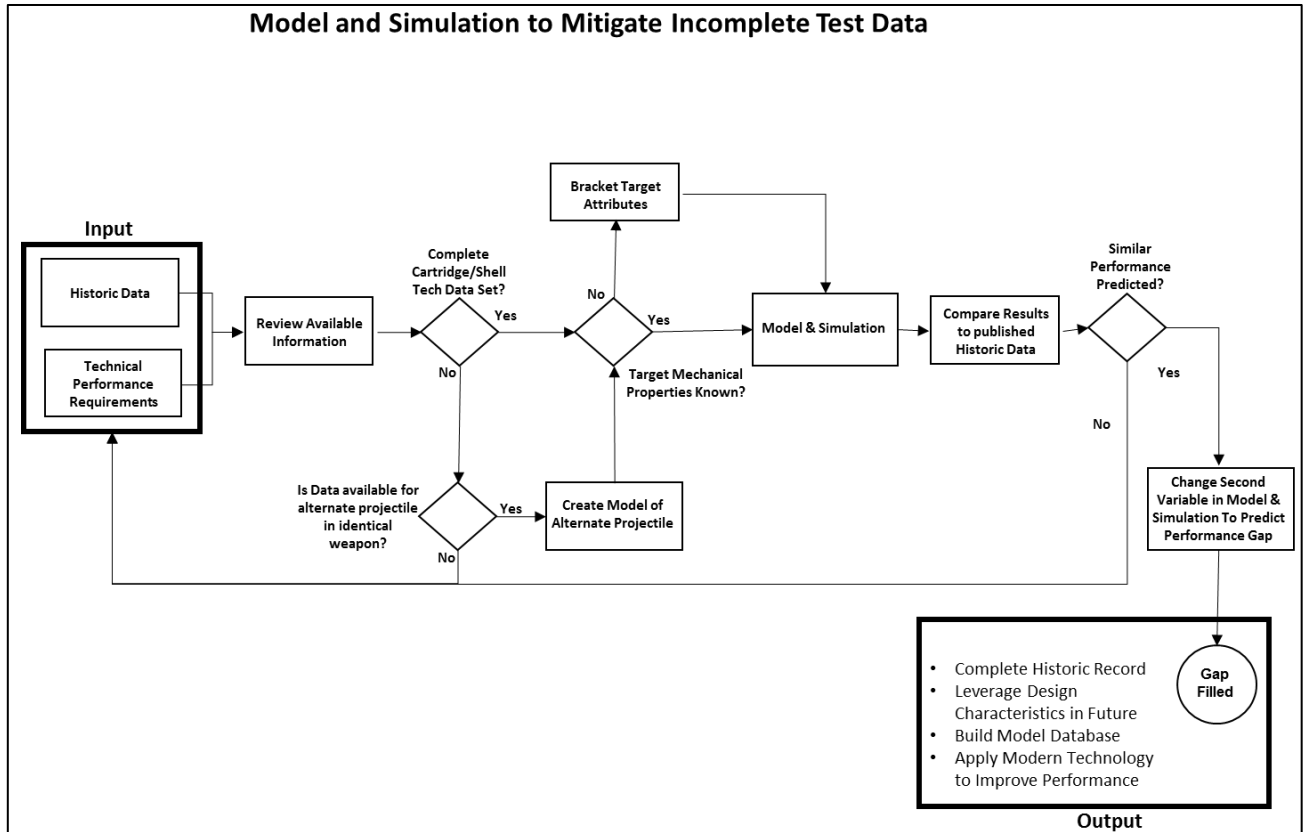 Model and Simulation to Mitigate Incomplete Test Data
Input
Historic Data
Technical
Performance
Requirements
Review Available
Information
Complete
Cartridge/Shell
Tech Data Set?
Yes
No
Is Data available for
alternate projectile
in identical
weapon?
Yes
No
Create Model of
Alternate Projectile
Bracket Target
Attributes
No
Yes
Target Mechanical
Properties Known?
Model & Simulation
Compare Results
to published
Historic Data
Similar
Performance
Predicted?
Yes
No
Change Second
Variable in Model &
Simulation To Predict
Performance Gap
• Complete Historic Record
• Leverage Design
Characteristics in Future
• Build Model Database
• Apply Modern Technology
to Improve Performance
Gap
Filled
Output